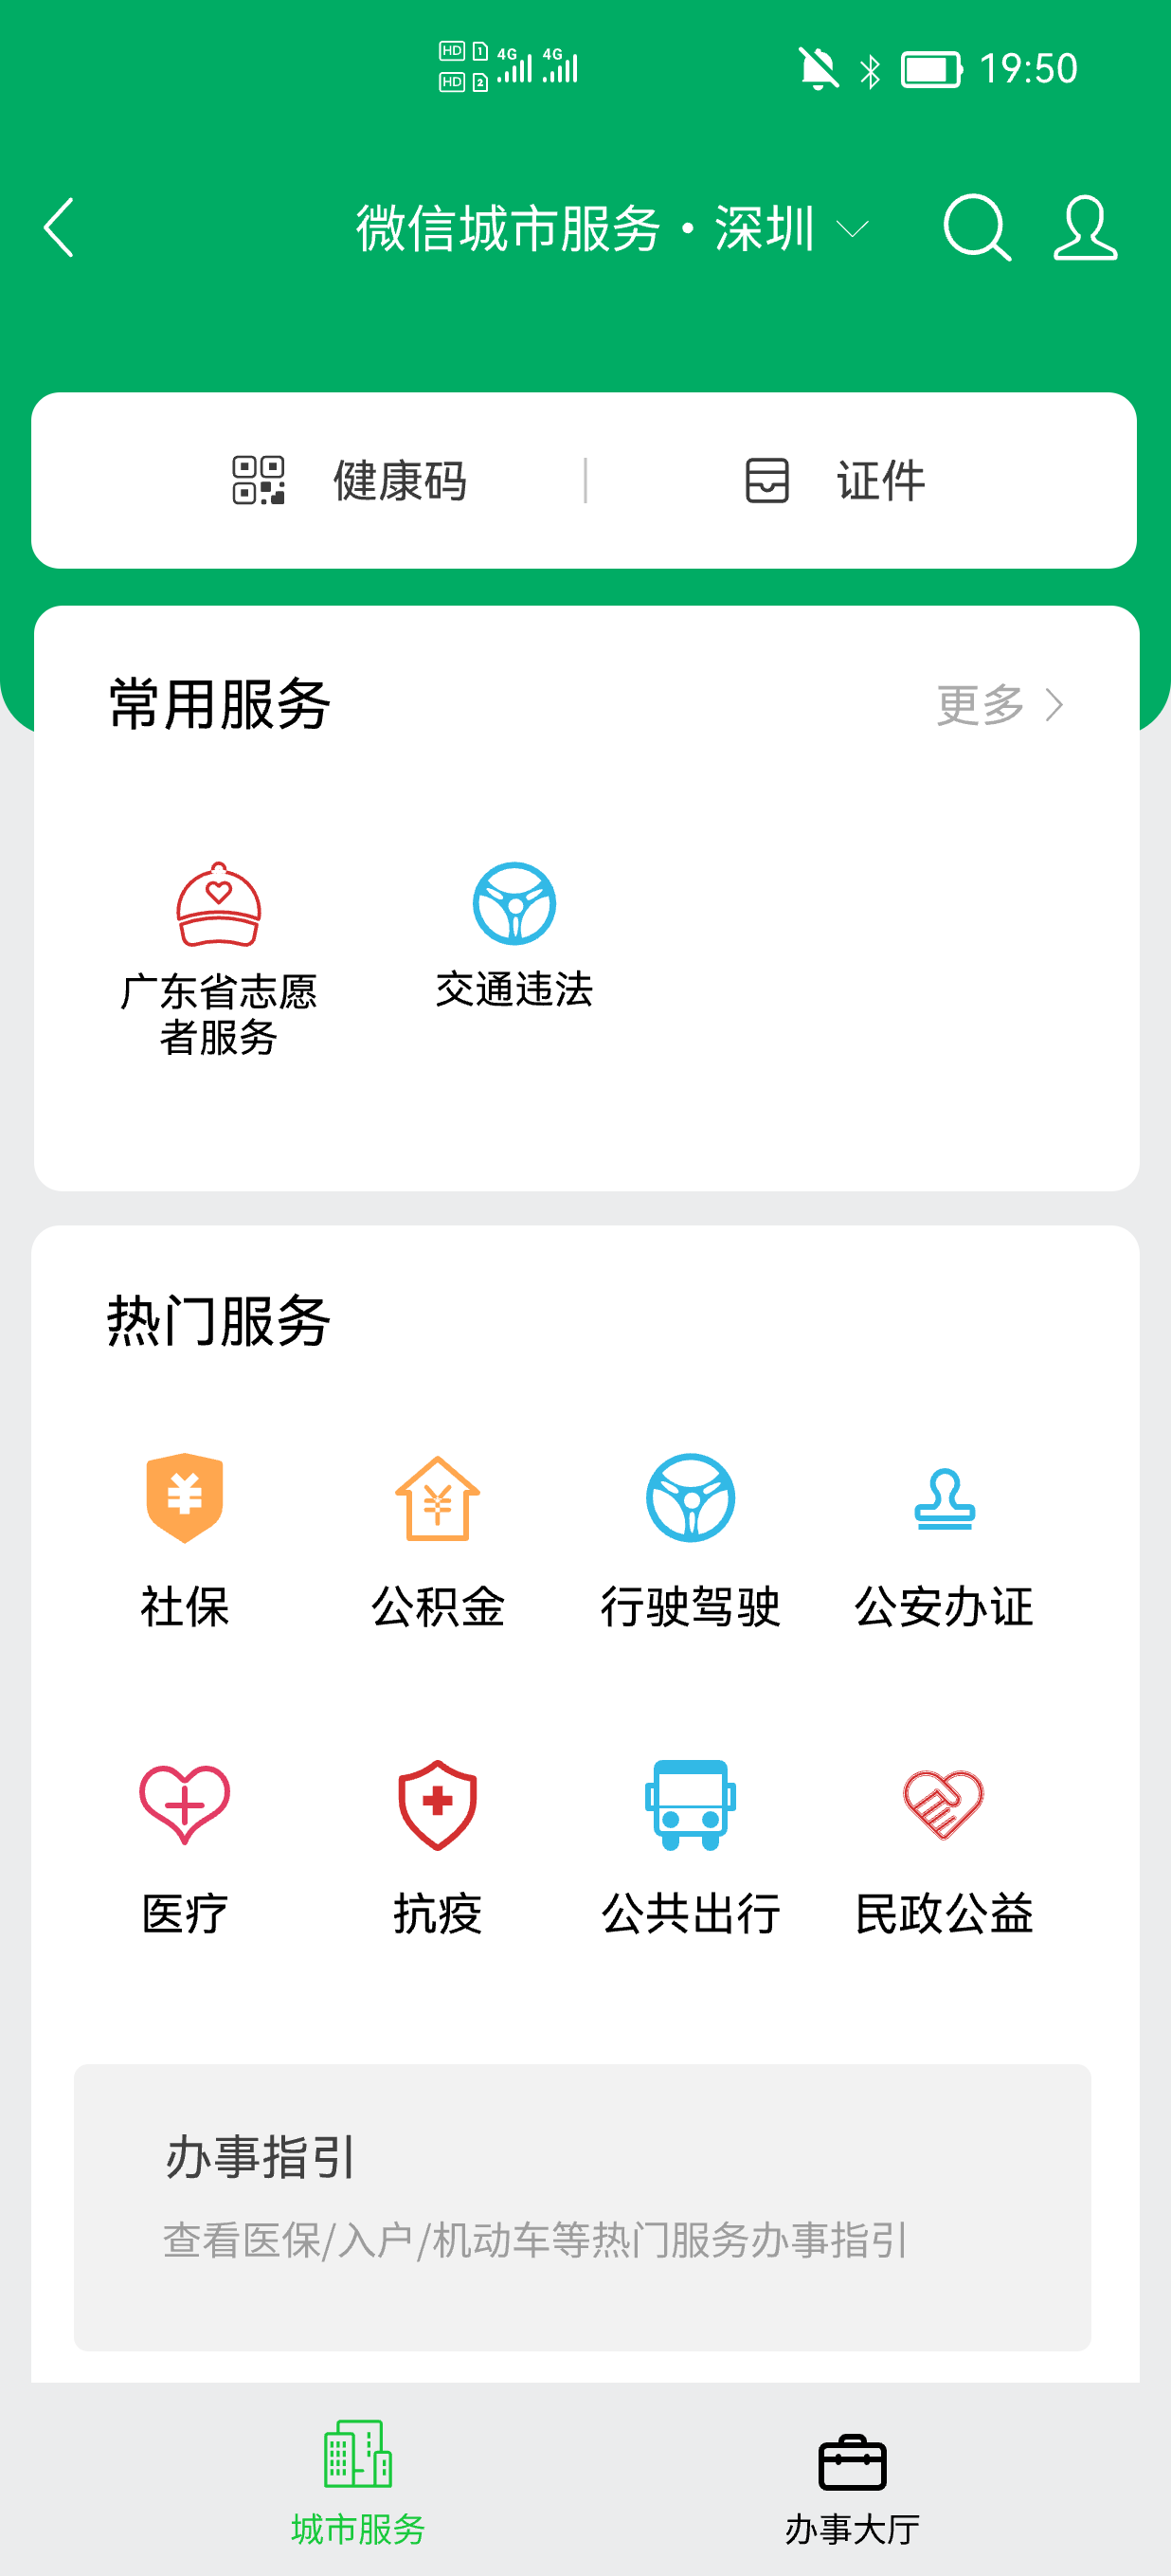 HD 1 4G 4G
HD 2
19:50
微信城市服务·深圳
健康码
证件
常用服务
更多
广东省志愿
者服务
交通违法
热门服务
社保
公积金
行驶驾驶
公安办证
医疗
抗疫
公共出行
民政公益
办事指引
查看医保/入户/机动车等热门服务办事指引
城市服务
办事大厅